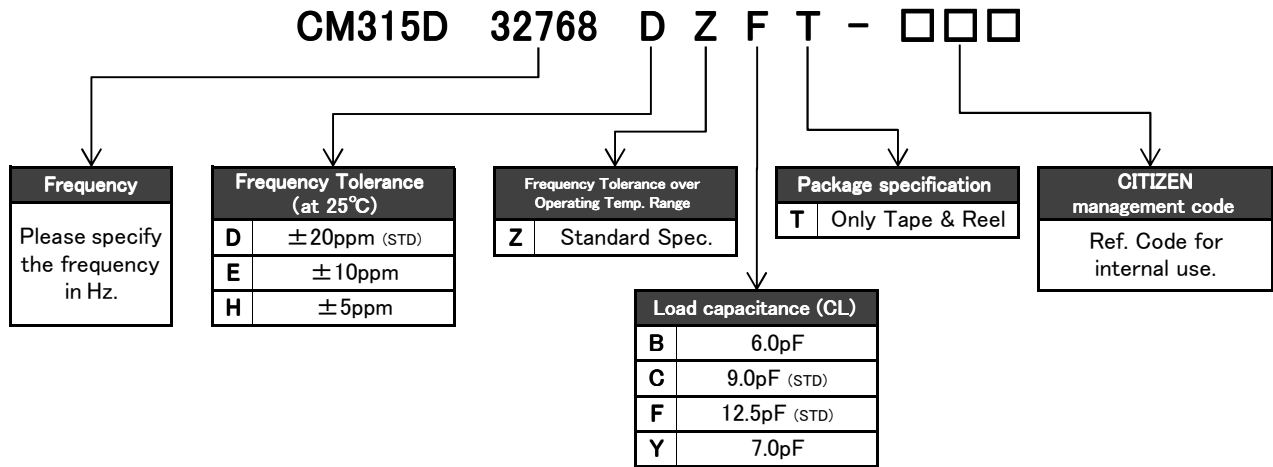 CM315D 32768 D Z F T - □□□
Frequency
Please specify
the frequency
in Hz.
Frequency Tolerance
(at 25℃)
D ±20ppm (STD)
E ±10ppm
H ±5ppm
Frequency Tolerance over
Operating Temp. Range
Z Standard Spec.
Load capacitance (CL)
B 6.0pF
C 9.0pF (STD)
F 12.5pF (STD)
Y 7.0pF
Package specification
T Only Tape & Reel
CITIZEN
management code
Ref. Code for
internal use.